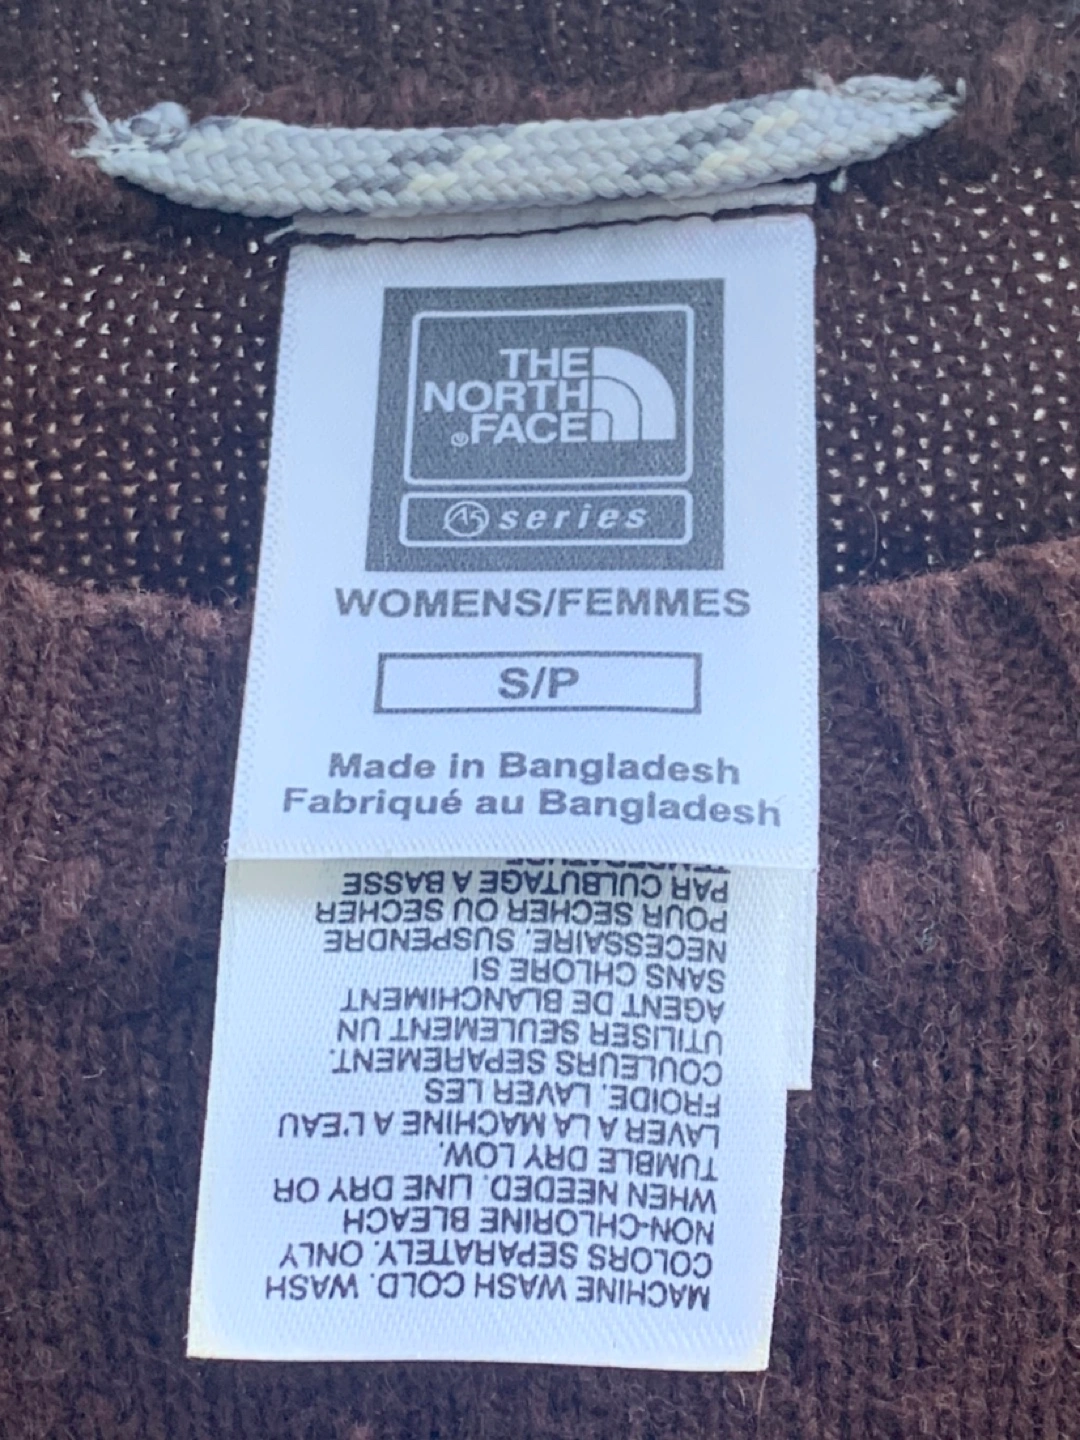 THE
NORTH
FACE
A5 series
WOMENS/FEMMES
S/P
Made in Bangladesh
Fabriqué au Bangladesh
MACHINE WASH COLD. WASH
COLORS SEPARATELY. ONLY
NON-CHLORINE BLEACH
WHEN NEEDED. LINE DRY OR
TUMBLE DRY LOW.
LAVER A LA MACHINE A L'EAU
FROIDE. LAVER LES
COULEURS SEPAREMENT.
UTILISER SEULEMENT UN
AGENT DE BLANCHIMENT
SANS CHLORE SI
NECESSAIRE. SUSPENDRE
POUR SECHER OU SECHER
PAR CULBUTAGE A BASSE
TEMPERATURE